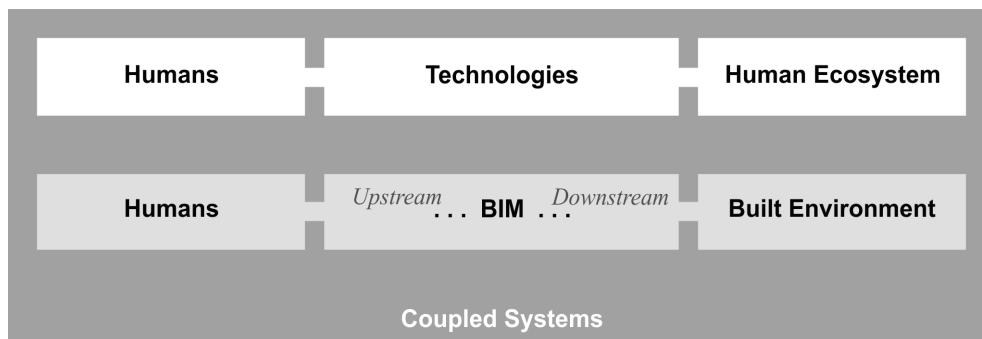 Humans Technologies Human Ecosystem
Humans Upstream ... BIM ... Downstream Built Environment
Coupled Systems